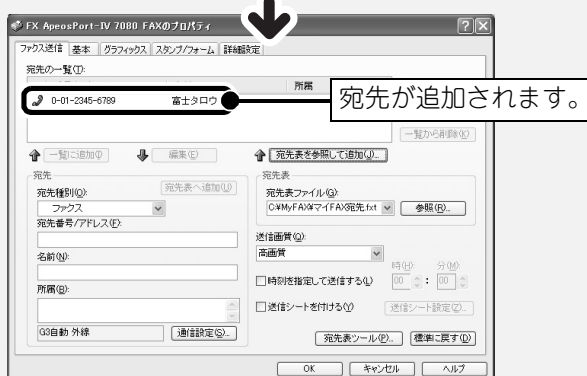 FX ApeosPort-IV 7080 FAXのプロパティ
ファクス送信 基本 グラフィックス スタンプ/フォーム 詳細設定
宛先の一覧(T):
所属
0-01-2345-6789 富士タロウ
宛先が追加されます。
一覧から削除(K)
一覧に追加(I) 編集(E) 宛先表を参照して追加(J)...
宛先
宛先種別(O): 宛先表へ追加(U)
ファクス
宛先番号/アドレス(F):
名前(N):
所属(B):
G3自動 外線 通信設定(S)...
宛先表
宛先表ファイル(G):
C:¥MyFAX¥マイFAX宛先.fxt 参照(R)...
送信画質(Q):
高画質
時(H): 分(M):
時刻を指定して送信する(L) 00 : 00
送信シートを付ける(Y) 送信シート設定(Z)...
宛先表ツール(P)... 標準に戻す(D)
OK キャンセル ヘルプ